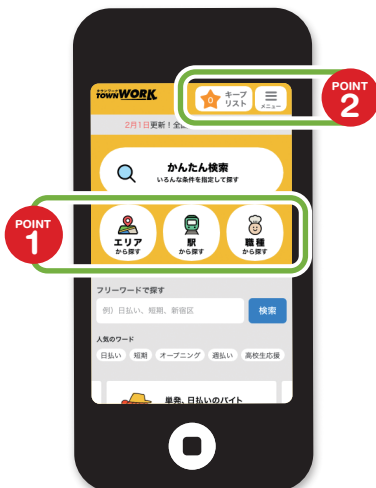 タウンワーク
TOWNWORK
0
キープ
リスト
メニュー
POINT
2
2月1日更新！全
かんたん検索
いろんな条件を指定して探す
POINT
1
エリア
から探す
駅
から探す
職種
から探す
フリーワードで探す
例）日払い、短期、新宿区
検索
人気のワード
日払い 短期 オープニング 週払い 高校生応援
単発、日払いのバイト